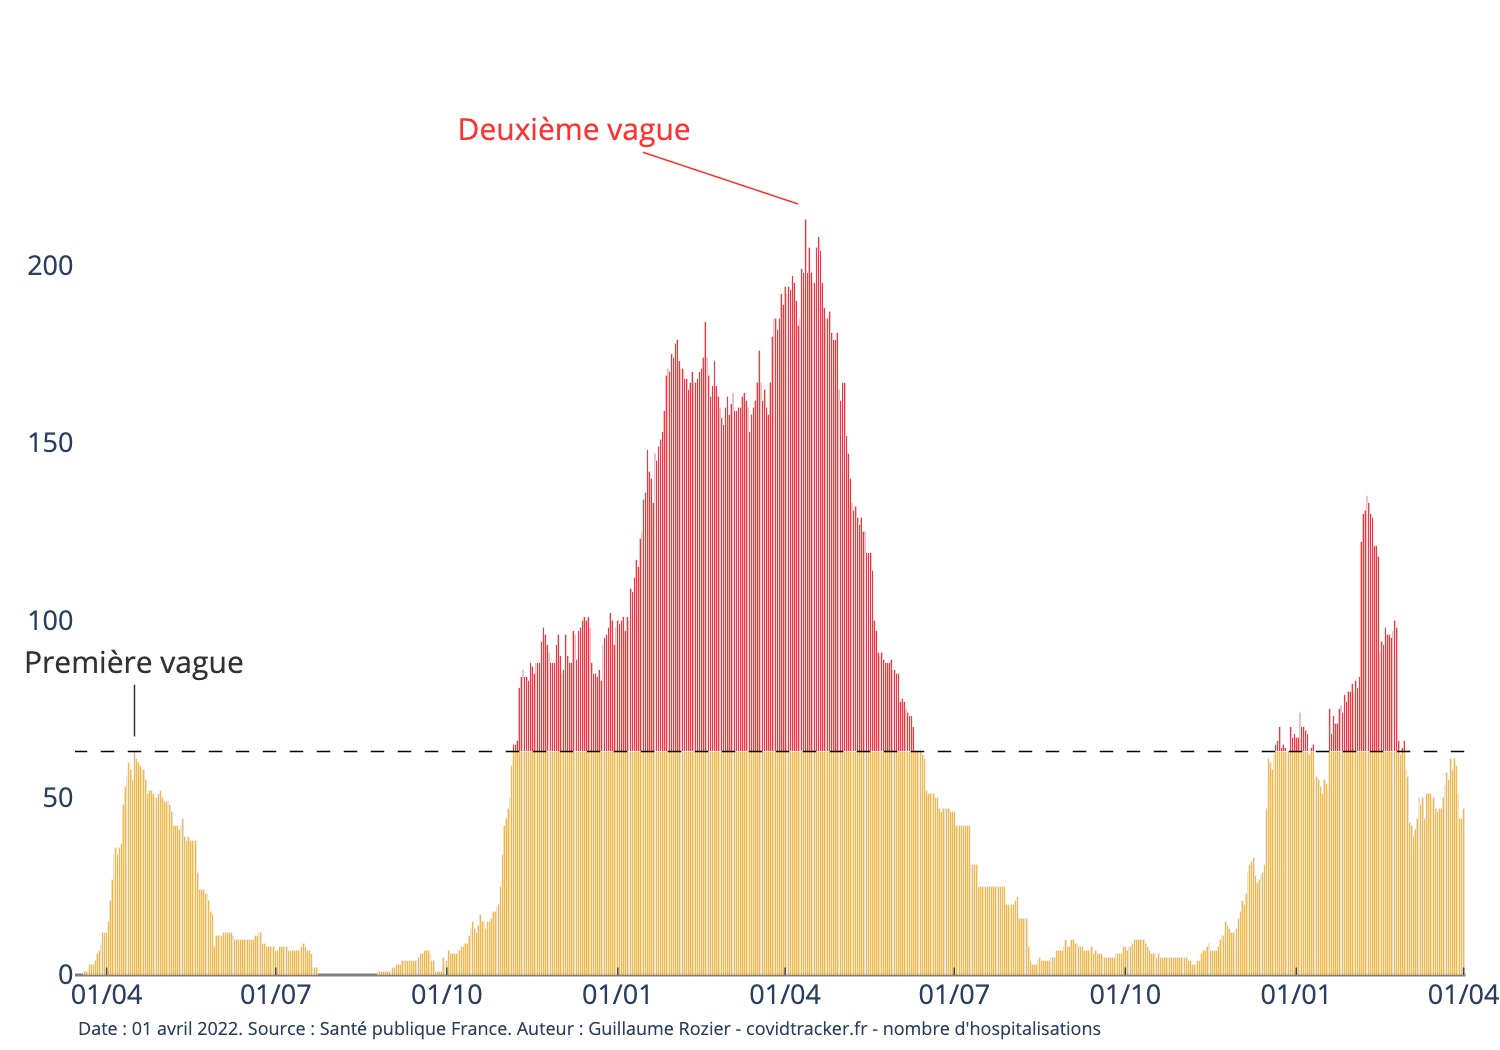 Deuxième vague
200
150
100
Première vague
50
0
01/04 01/07 01/10 01/01 01/04 01/07 01/10 01/01 01/04
Date : 01 avril 2022. Source : Santé publique France. Auteur : Guillaume Rozier - covidtracker.fr - nombre d'hospitalisations